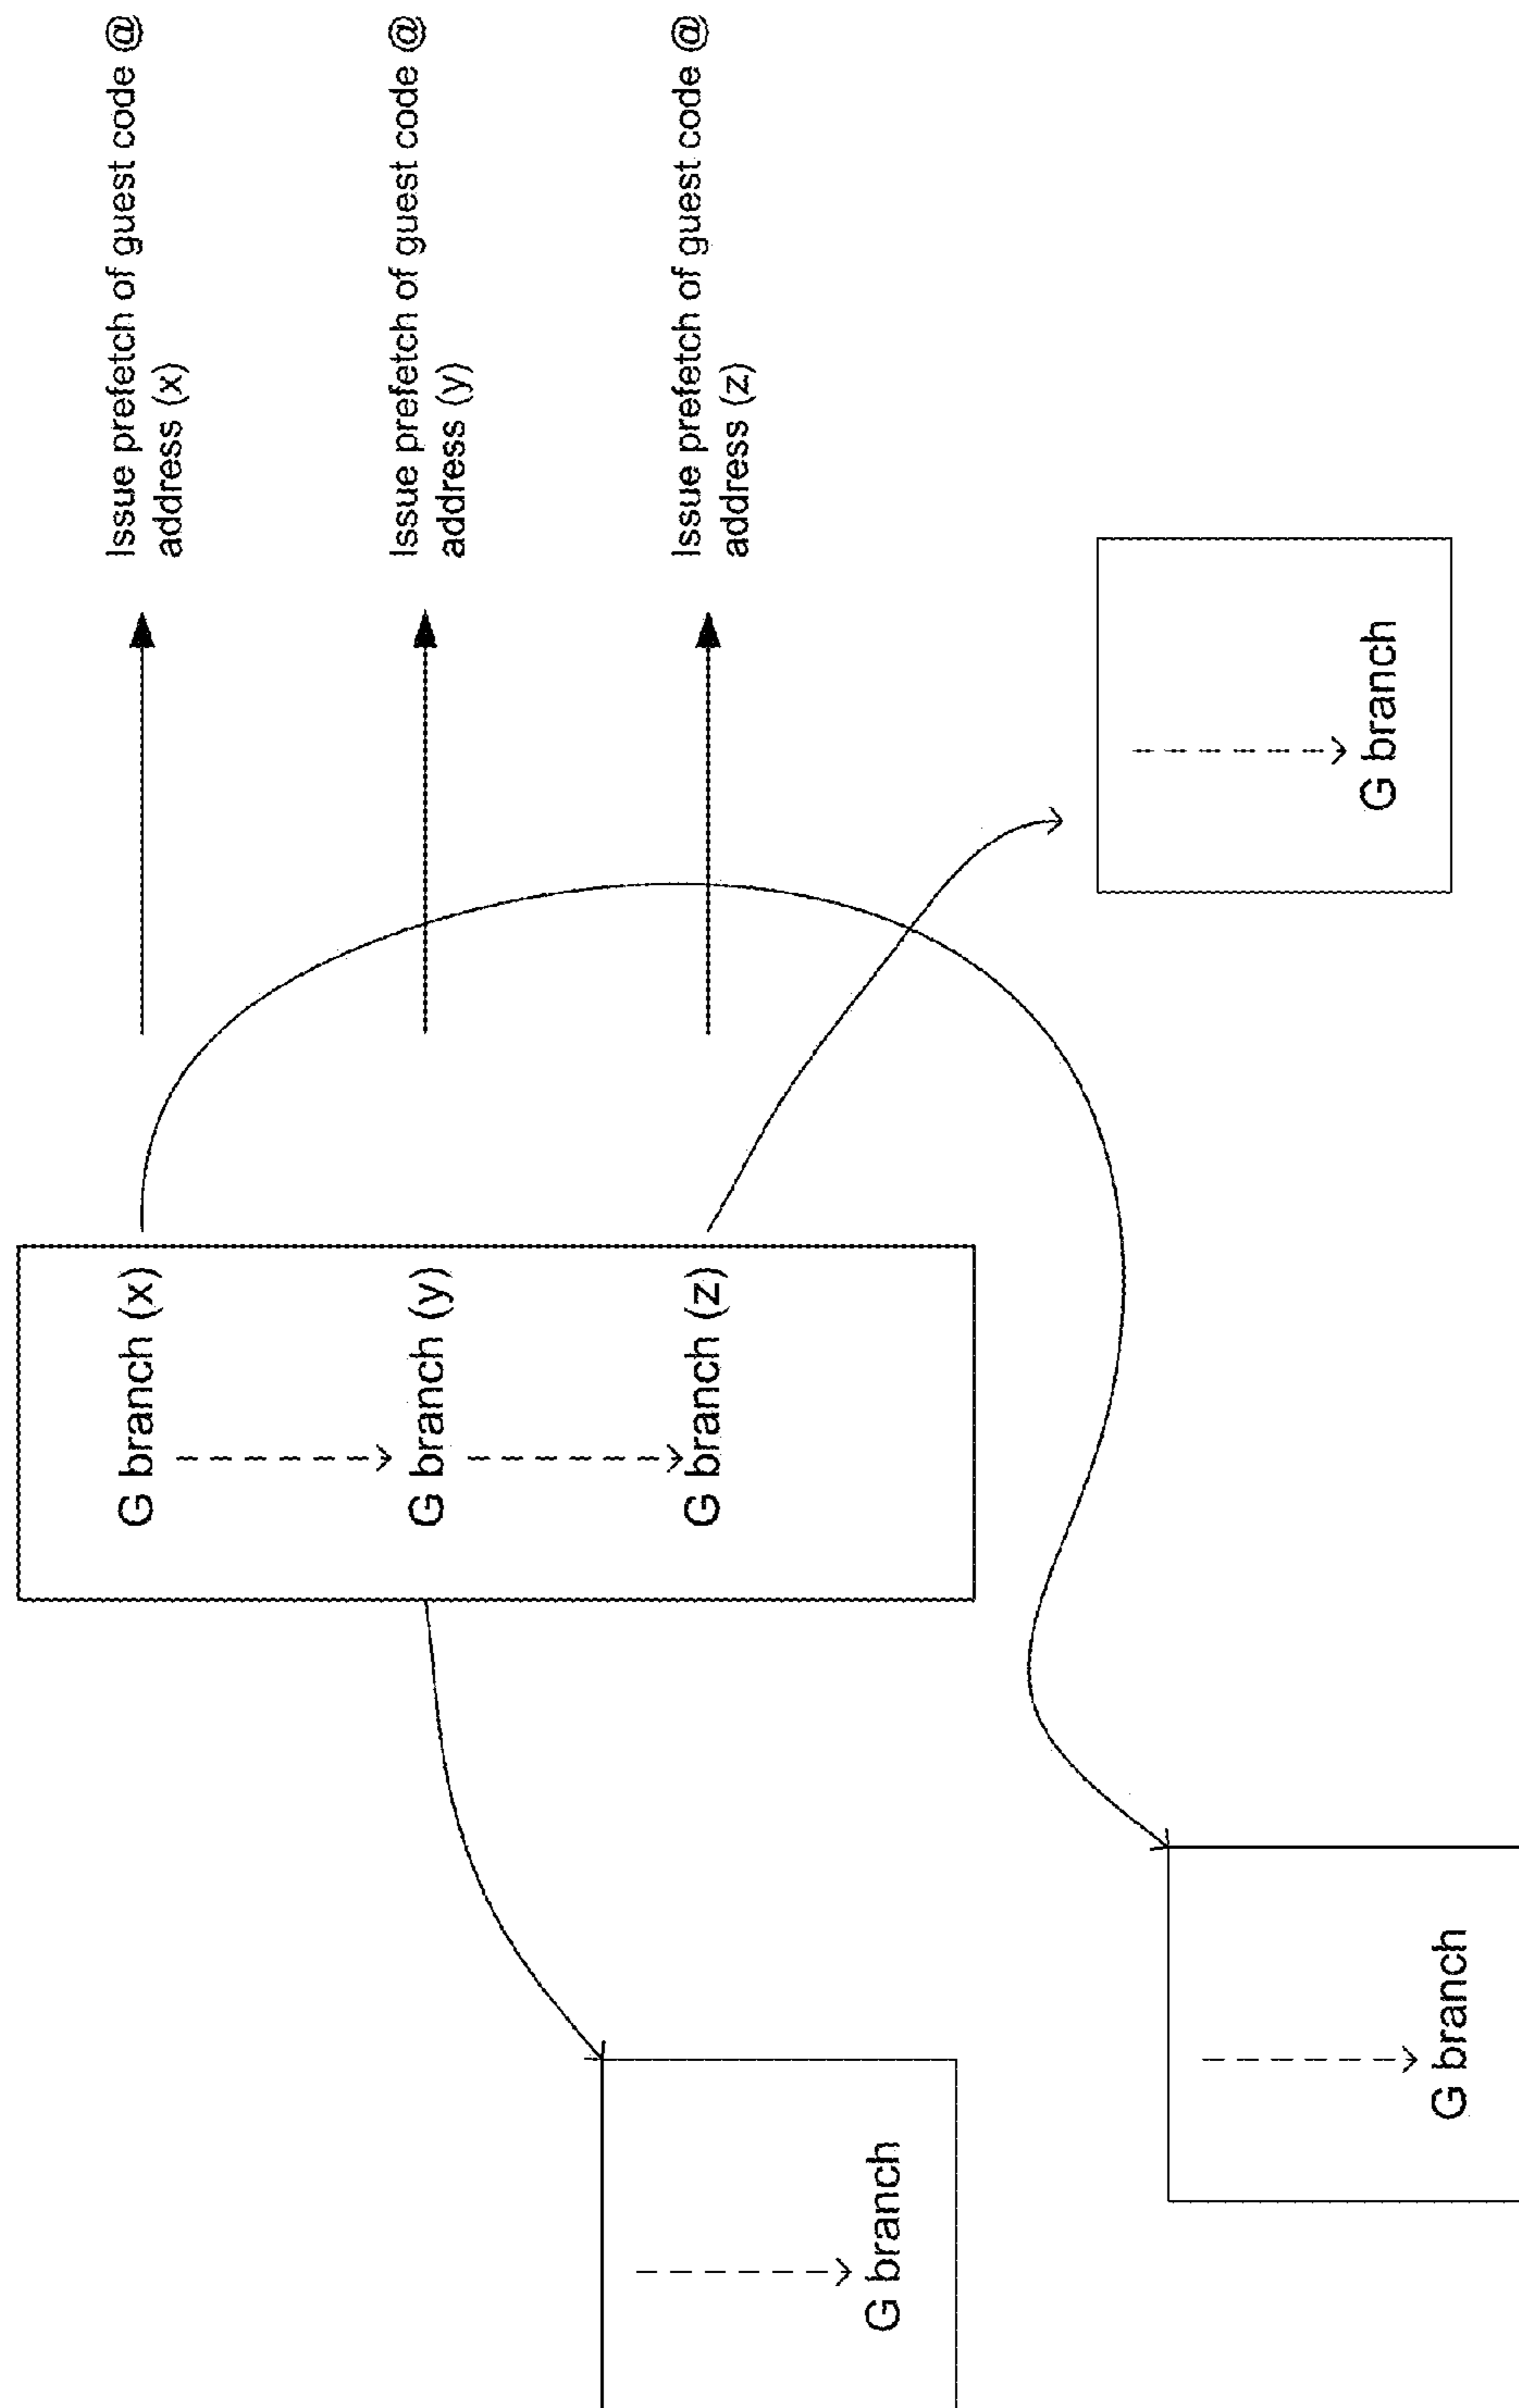 G branch (x)
Issue prefetch of guest code @
address (x)
G branch (y)
Issue prefetch of guest code @
address (y)
G branch (z)
Issue prefetch of guest code @
address (z)
G branch
G branch
G branch